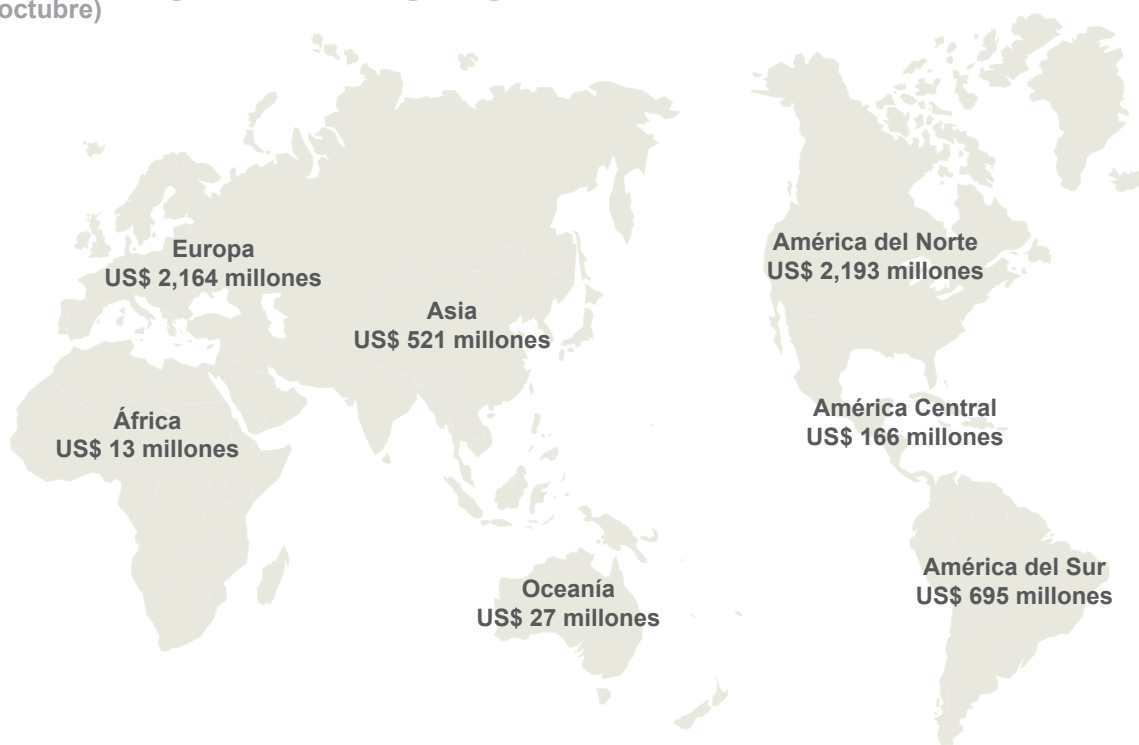 octubre)
Europa
US$ 2,164 millones
América del Norte
US$ 2,193 millones
Asia
US$ 521 millones
África
US$ 13 millones
América Central
US$ 166 millones
Oceanía
US$ 27 millones
América del Sur
US$ 695 millones